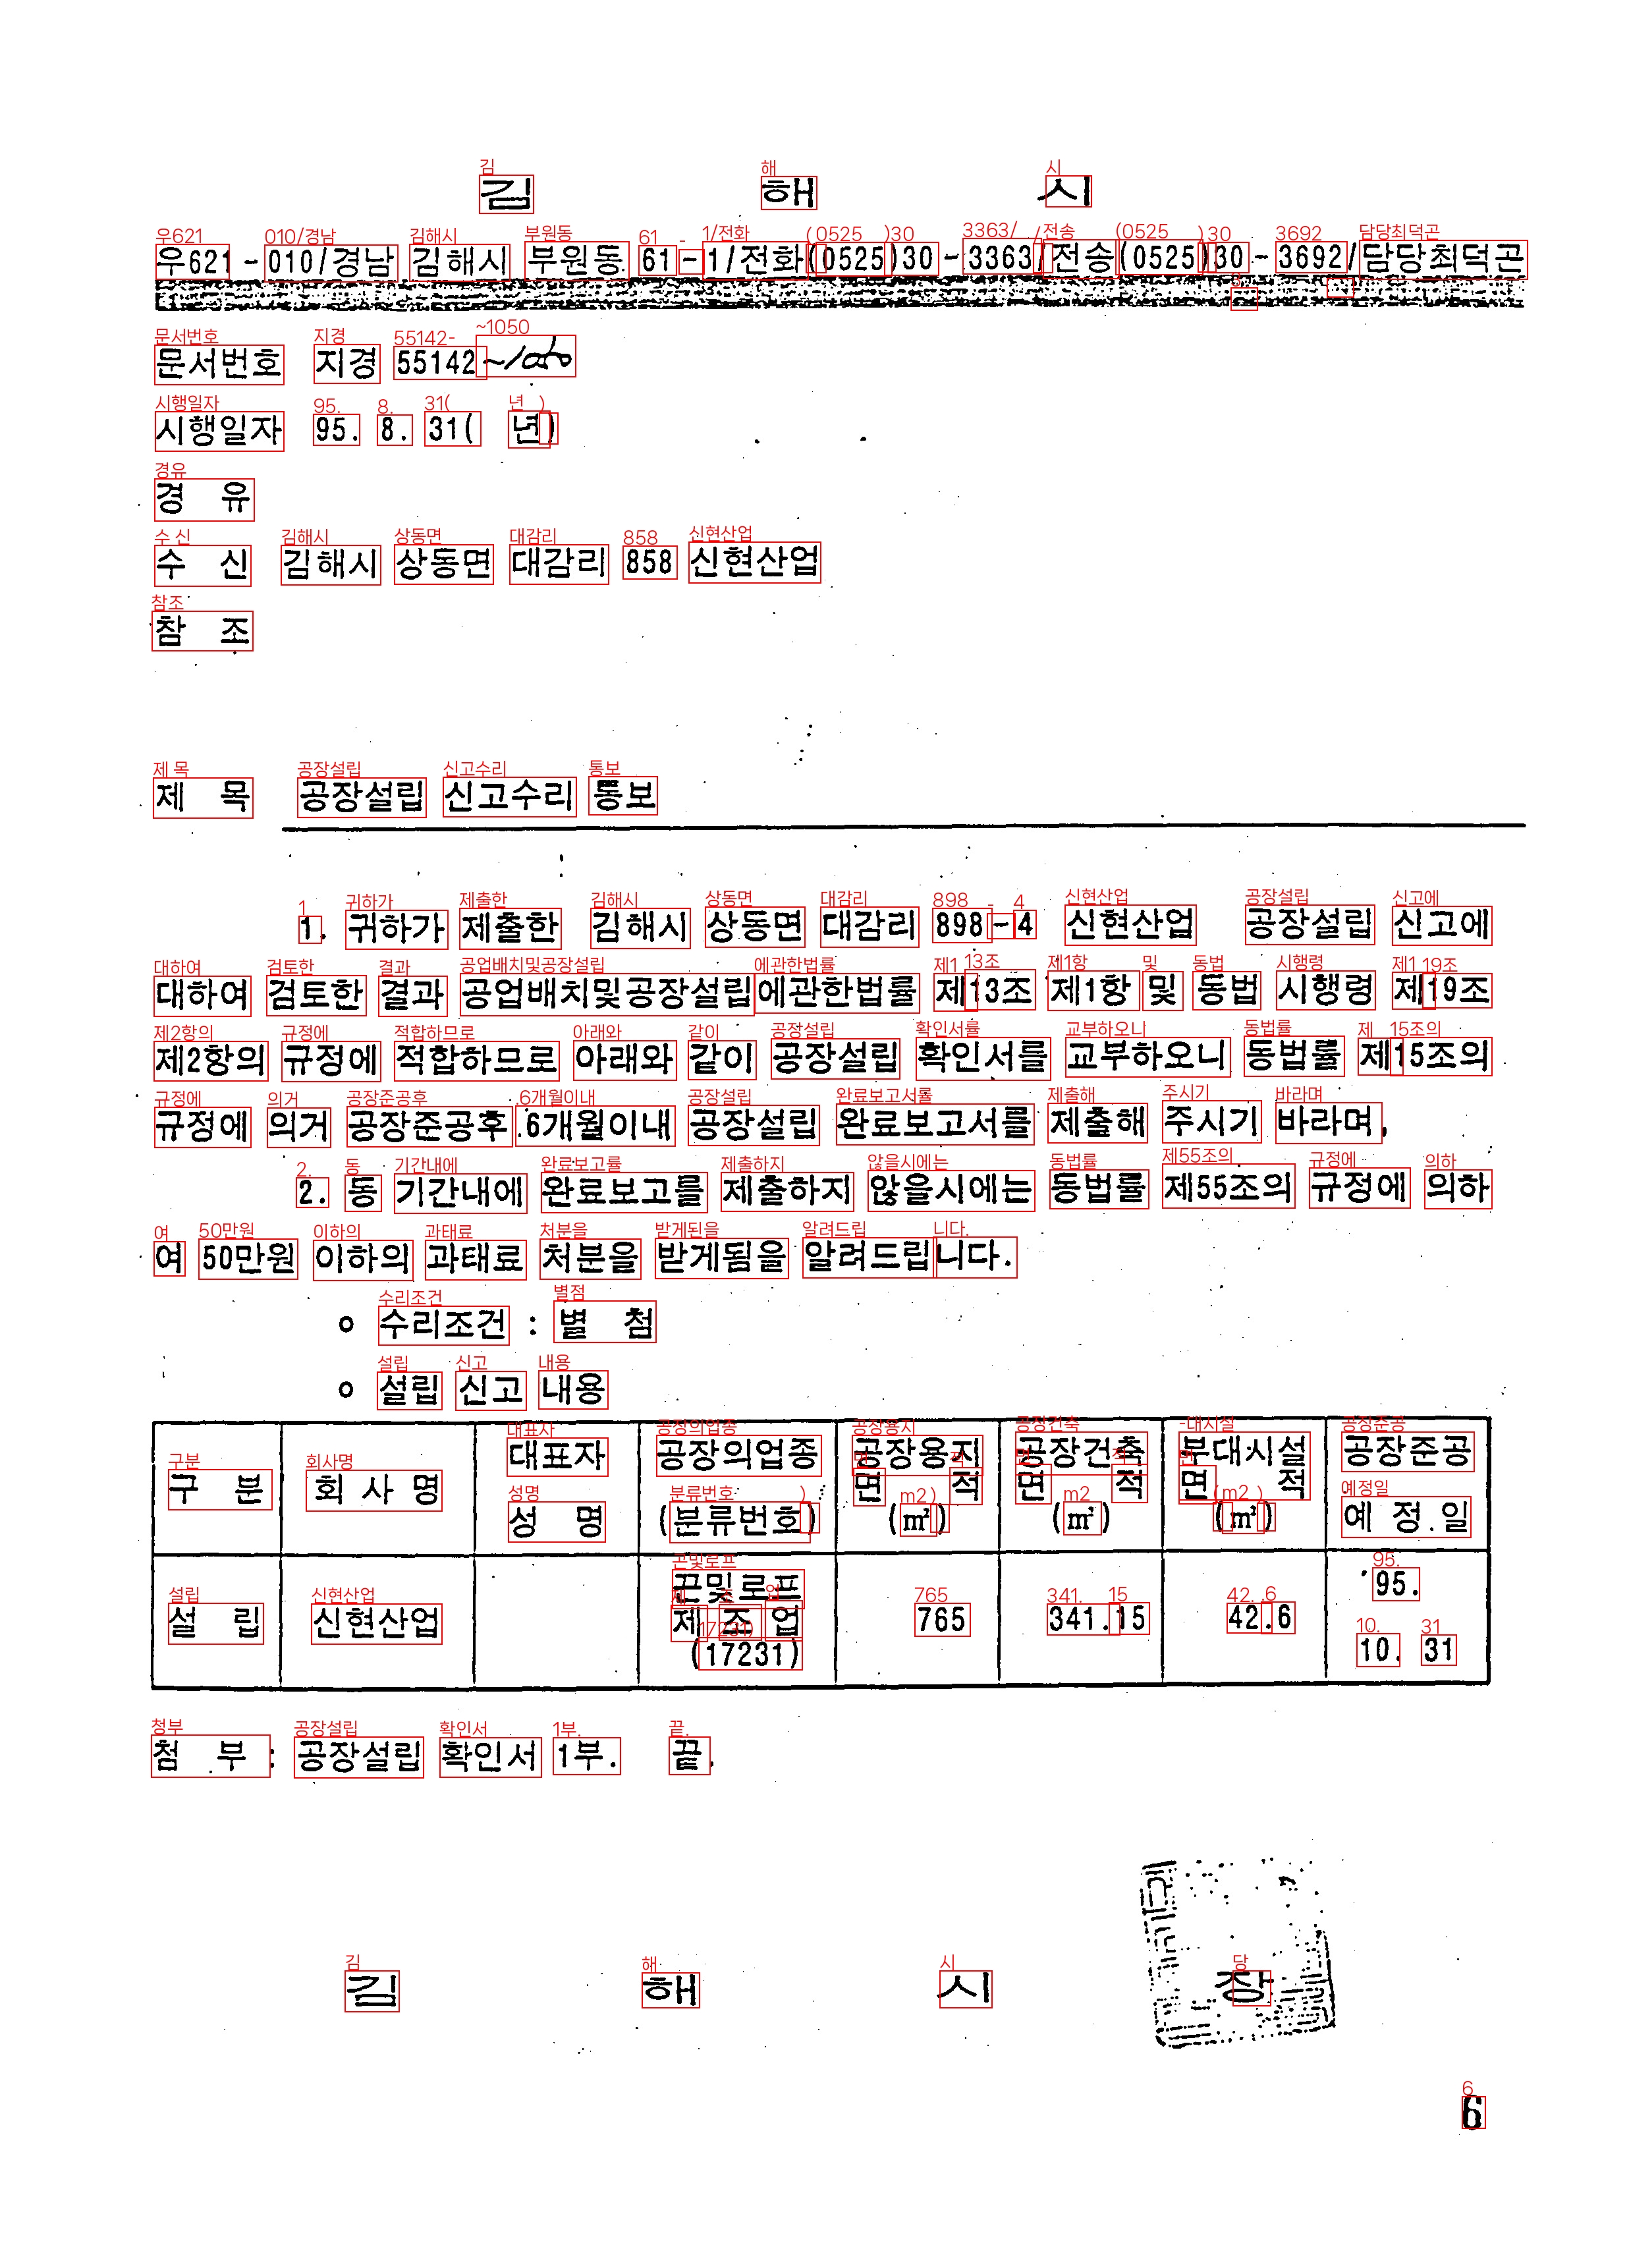 김 해 시
우621-010/경남 김해시 부원동 61-1/전화(0525)30-3363/전송(0525)30-3692/담당최덕곤
문서번호 지경 55142-1050
시행일자 95. 8. 31( 년)
경 유
수 신 김해시 상동면 대감리 858 신현산업
참 조
제 목 공장설립 신고수리 통보
1. 귀하가 제출한 김해시 상동면 대감리 898-4 신현산업 공장설립 신고에
대하여 검토한 결과 공업배치및공장설립에관한법률 제13조 제1항 및 동법 시행령 제19조
제2항의 규정에 적합하므로 아래와 같이 공장설립 확인서를 교부하오니 동법률 제15조의
규정에 의거 공장준공후 6개월이내 공장설립 완료보고서를 제출해 주시기 바라며,
2. 동 기간내에 완료보고를 제출하지 않을시에는 동법률 제55조의 규정에 의하
여 50만원 이하의 과태료 처분을 받게됨을 알려드립니다.
o 수리조건 : 별 첨
o 설립 신고 내용
구 분 회 사 명 대표자 성 명 공장의업종 (분류번호) 공장용지 면 적 (㎡) 공장건축 면 적 (㎡) 부대시설 면 적 (㎡) 공장준공 예 정 일
설 립 신현산업 끈및로프 제 조 업 (17231) 765 341.15 42.6 '95. 10. 31
첨 부 : 공장설립 확인서 1부. 끝.
김 해 시 장
6